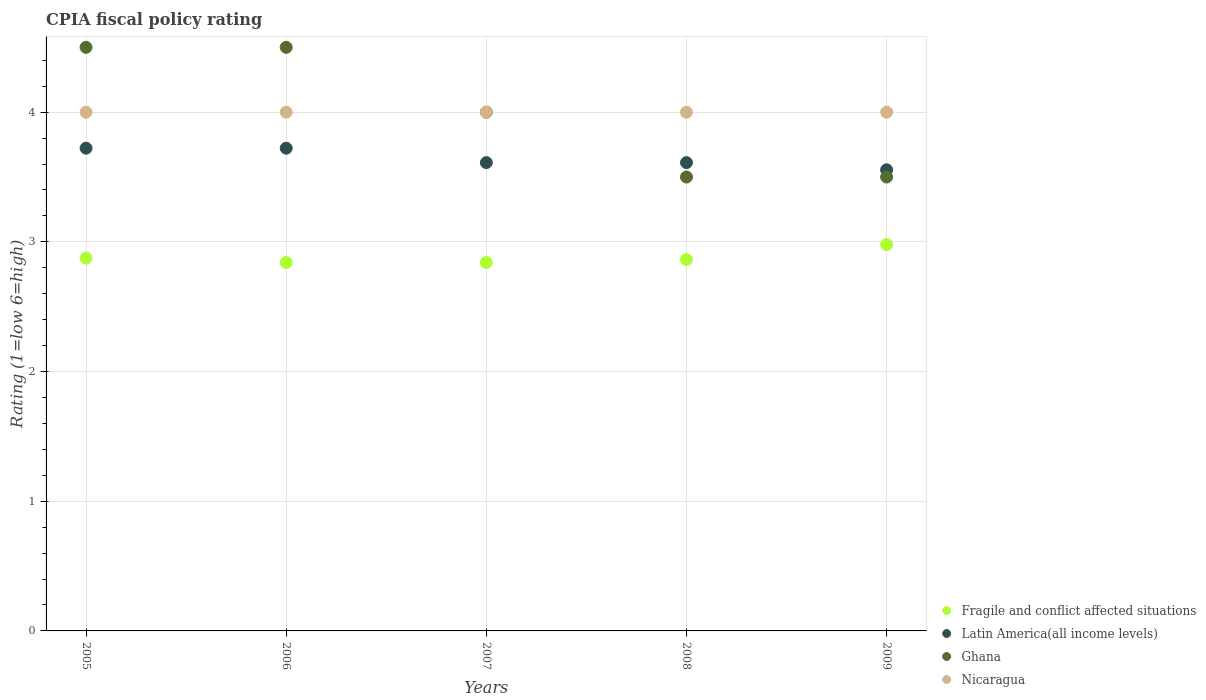 CPIA fiscal policy rating
Rating (1=low 6=high)
4
3
2
1
0
2005
2006
2007
2008
2009
Years
Fragile and conflict affected situations
Latin America(all income levels)
Ghana
Nicaragua